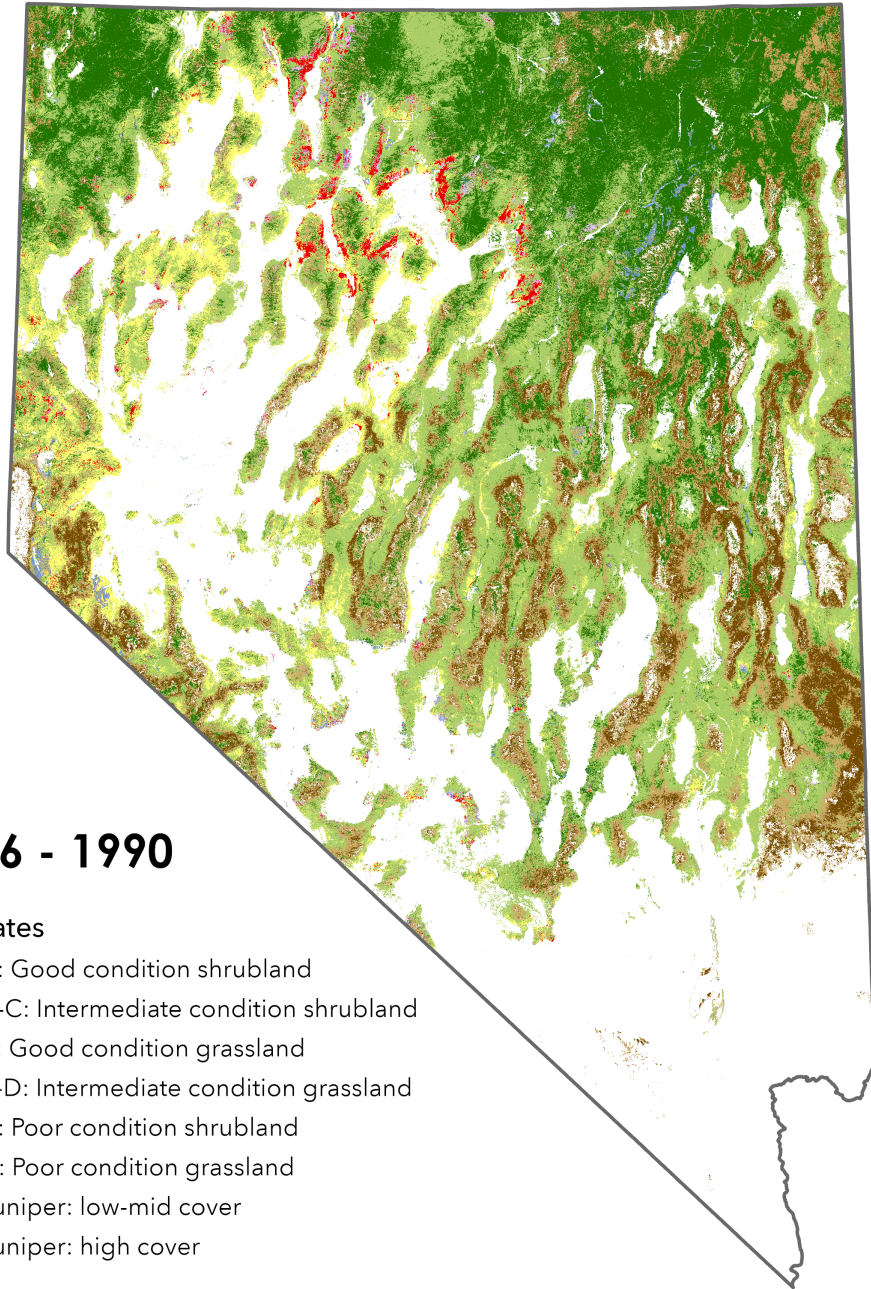 6 - 1990
ates
: Good condition shrubland
-C: Intermediate condition shrubland
: Good condition grassland
-D: Intermediate condition grassland
: Poor condition shrubland
: Poor condition grassland
uniper: low-mid cover
uniper: high cover